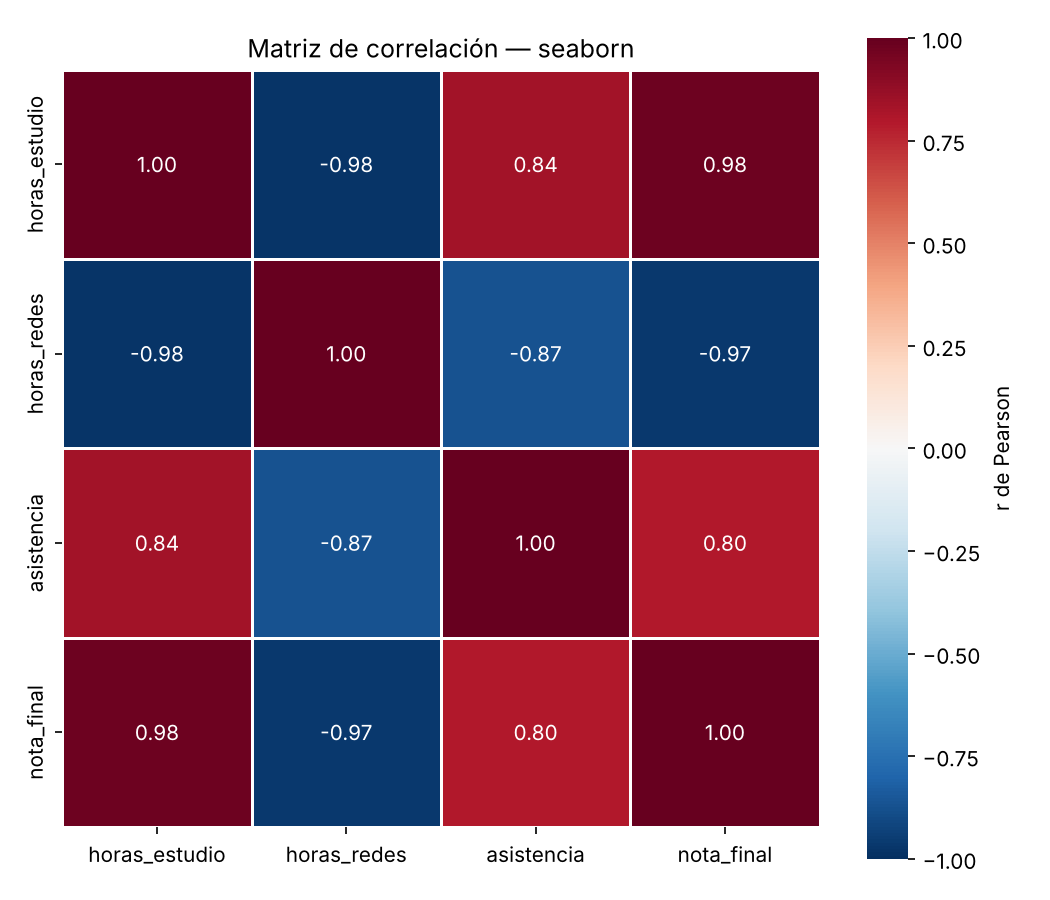 Matriz de correlación — seaborn
horas_estudio
1.00 -0.98 0.84 0.98
horas_redes
-0.98 1.00 -0.87 -0.97
asistencia
0.84 -0.87 1.00 0.80
nota_final
0.98 -0.97 0.80 1.00
horas_estudio horas_redes asistencia nota_final
1.00
0.75
0.50
0.25
0.00
−0.25
−0.50
−0.75
−1.00
r de Pearson